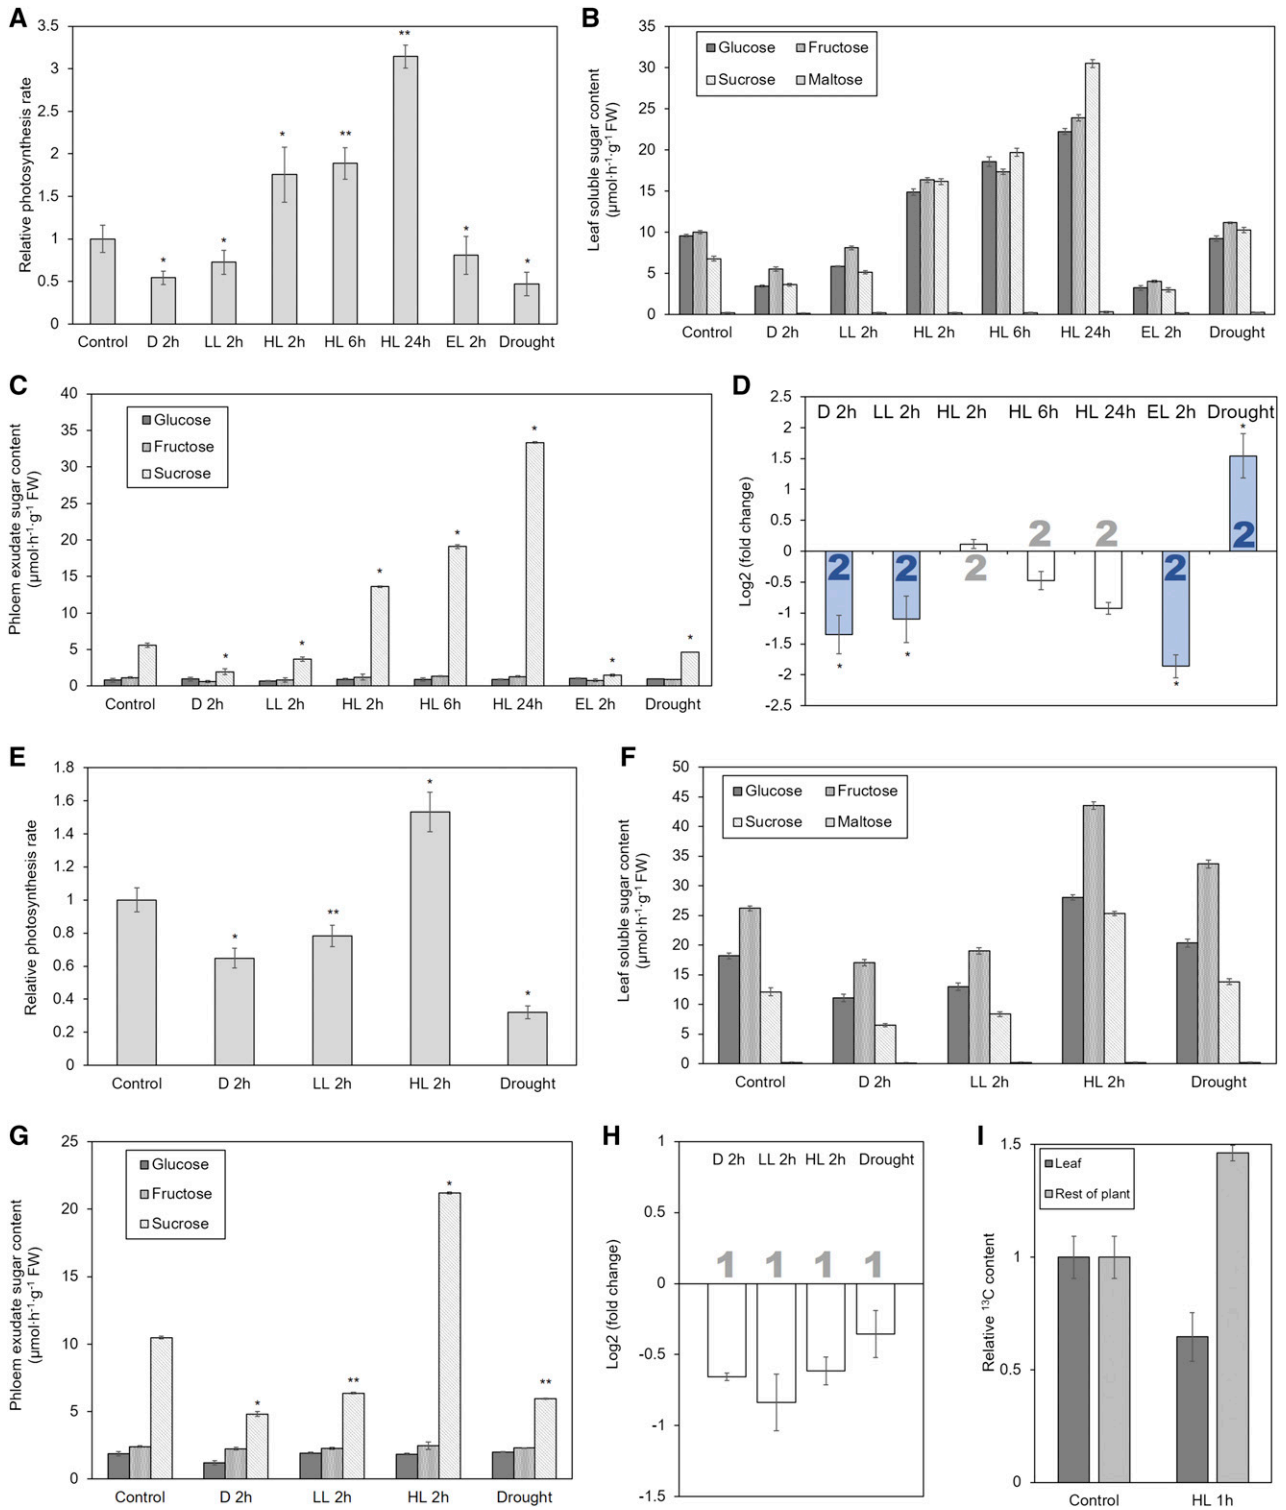 A
Relative photosynthesis rate
3.5
3
2.5
2
1.5
1
0.5
0
* * * ** ** * *
Control D 2h LL 2h HL 2h HL 6h HL 24h EL 2h Drought
B
Leaf soluble sugar content
(µmol·h⁻¹·g⁻¹ FW)
35
30
25
20
15
10
5
0
Glucose Fructose
Sucrose Maltose
Control D 2h LL 2h HL 2h HL 6h HL 24h EL 2h Drought
C
Phloem exudate sugar content
(µmol·h⁻¹·g⁻¹ FW)
40
35
30
25
20
15
10
5
0
Glucose
Fructose
Sucrose
* * * * * * *
Control D 2h LL 2h HL 2h HL 6h HL 24h EL 2h Drought
D
Log2 (fold change)
2.5
2
1.5
1
0.5
0
-0.5
-1
-1.5
-2
-2.5
D 2h LL 2h HL 2h HL 6h HL 24h EL 2h Drought
2 2 2 2 2 2 2
* * * *
E
Relative photosynthesis rate
1.8
1.6
1.4
1.2
1
0.8
0.6
0.4
0.2
0
* ** * *
Control D 2h LL 2h HL 2h Drought
F
Leaf soluble sugar content
(µmol·h⁻¹·g⁻¹ FW)
50
45
40
35
30
25
20
15
10
5
0
Glucose Fructose
Sucrose Maltose
Control D 2h LL 2h HL 2h Drought
G
Phloem exudate sugar content
(µmol·h⁻¹·g⁻¹ FW)
25
20
15
10
5
0
Glucose
Fructose
Sucrose
* ** * **
Control D 2h LL 2h HL 2h Drought
H
Log2 (fold change)
1
0.5
0
-0.5
-1
-1.5
D 2h LL 2h HL 2h Drought
1 1 1 1
I
Relative ¹³C content
1.5
1
0.5
0
Leaf
Rest of plant
Control HL 1h